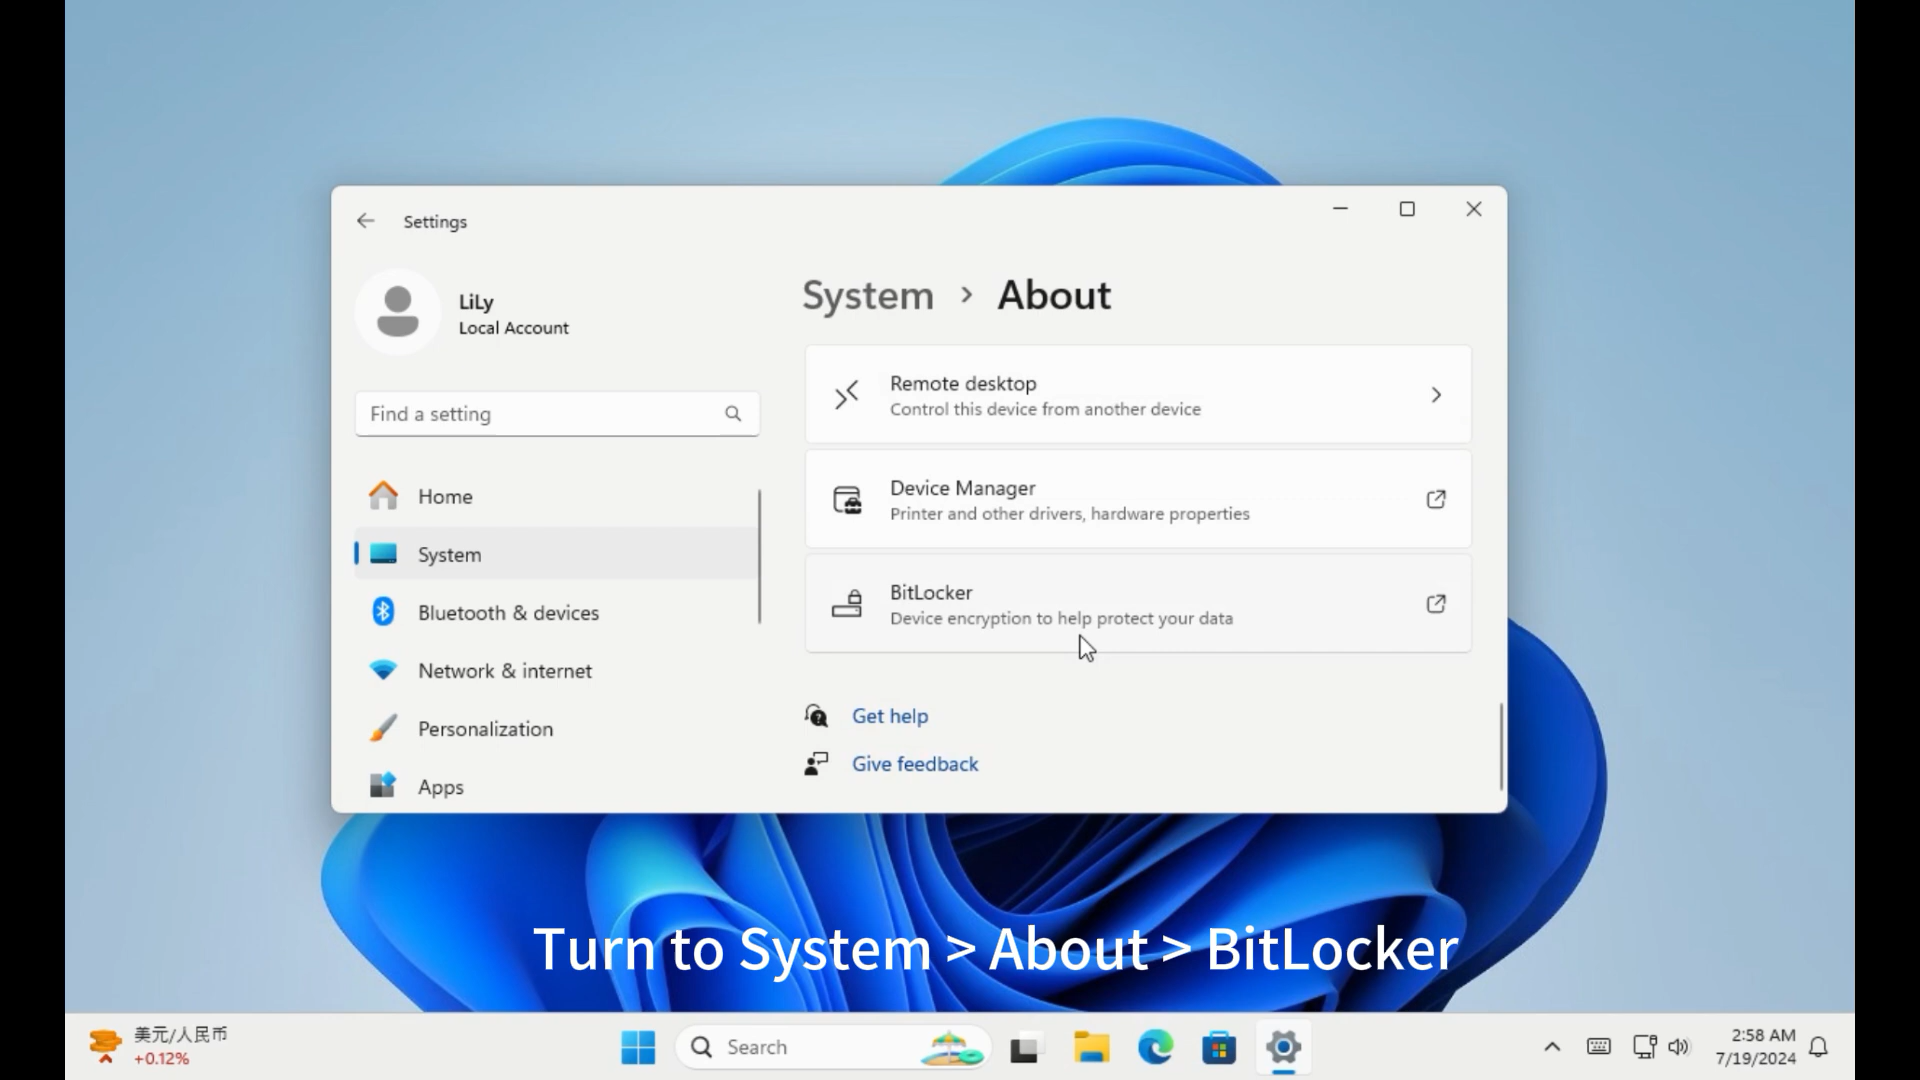 Settings
LiLy
Local Account
Find a setting
Home
System
Bluetooth & devices
Network & internet
Personalization
Apps
System > About
Remote desktop
Control this device from another device
Device Manager
Printer and other drivers, hardware properties
BitLocker
Device encryption to help protect your data
Get help
Give feedback
Turn to System > About > BitLocker
美元/人民币
+0.12%
Search
2:58 AM
7/19/2024